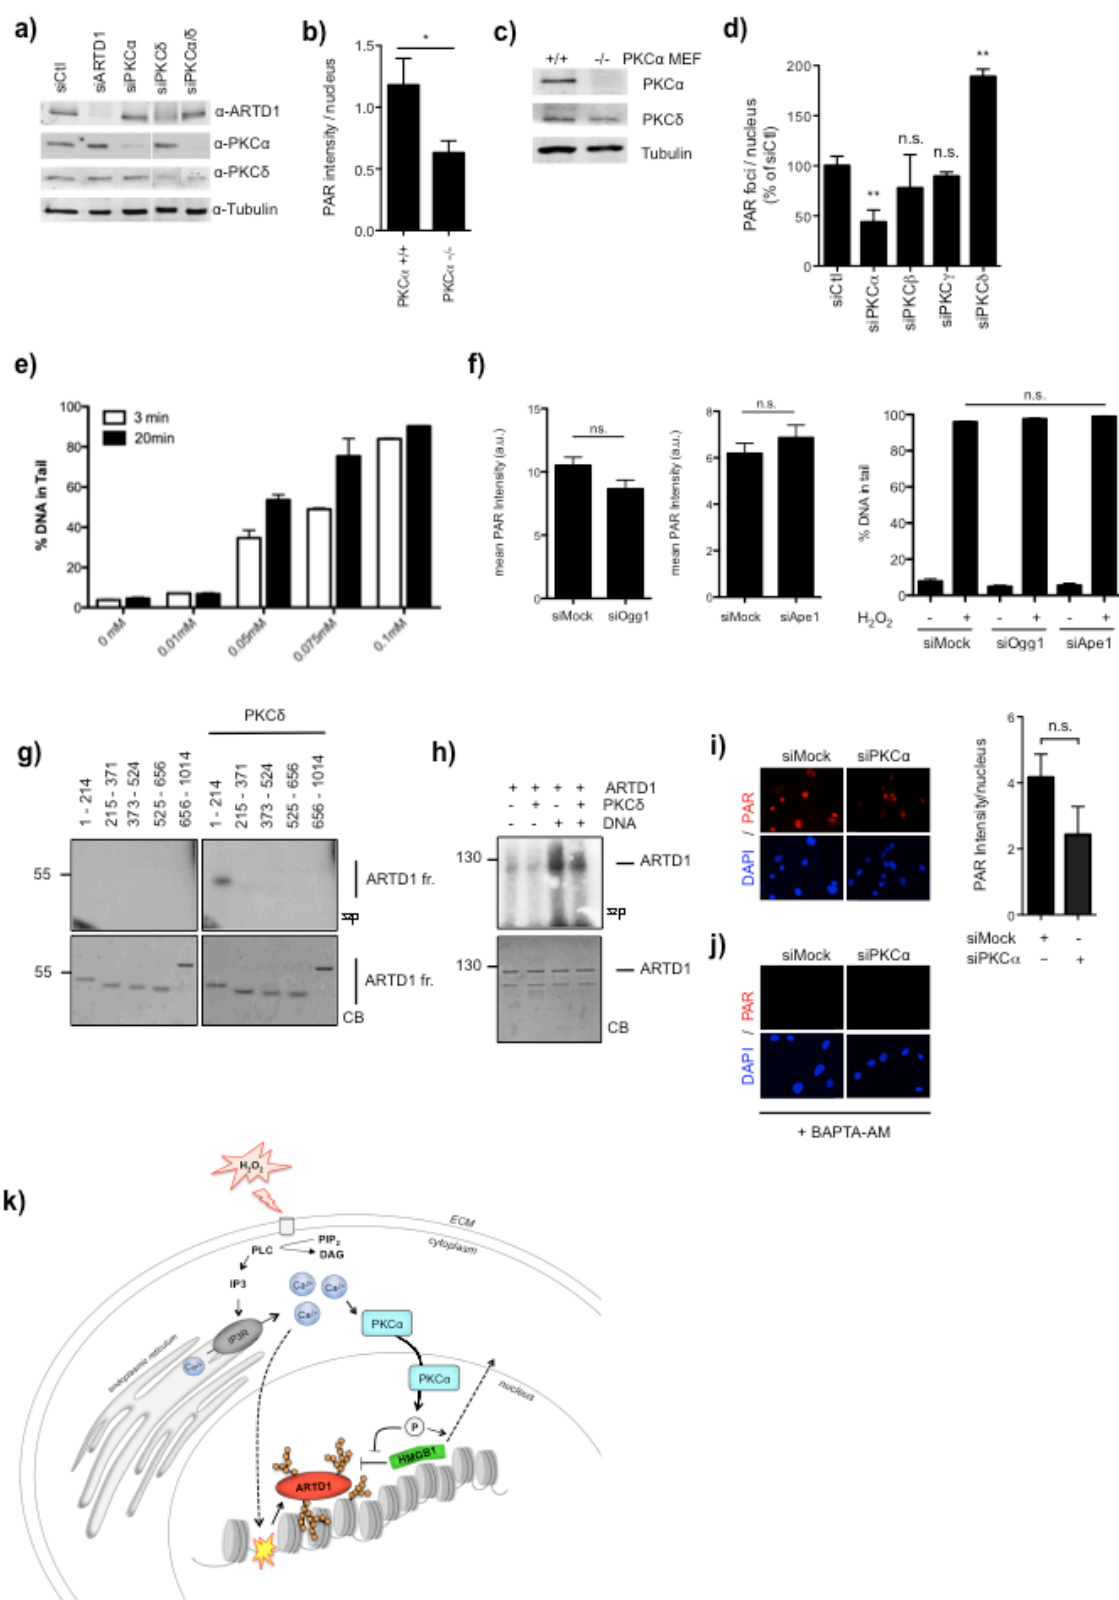 a)
siCtl
siARTD1
siPKCα
siPKCδ
siPKCα/δ
α-ARTD1
α-PKCα
α-PKCδ
α-Tubulin
b)
PAR intensity / nucleus
1.5
1.0
0.5
0.0
*
PKCα +/+
PKCα -/-
c)
+/+ -/- PKCα MEF
PKCα
PKCδ
Tubulin
d)
PAR foci / nucleus
(% of siCtl)
200
150
100
50
0
**
n.s.
n.s.
**
siCtl
siPKCα
siPKCβ
siPKCγ
siPKCδ
e)
% DNA in Tail
100
80
60
40
20
0
3 min
20min
0 mM
0.01mM
0.05mM
0.075mM
0.1mM
f)
mean PAR Intensity (a.u.)
15
10
5
0
ns.
siMock siOgg1
mean PAR Intensity (a.u.)
8
6
4
2
0
n.s.
siMock siApe1
% DNA in tail
100
80
60
40
20
0
n.s.
H₂O₂ - + - + - +
siMock siOgg1 siApe1
g)
PKCδ
1 - 214
215 - 371
373 - 524
525 - 656
656 - 1014
1 - 214
215 - 371
373 - 524
525 - 656
656 - 1014
55
ARTD1 fr.
55
ARTD1 fr.
CB
h)
+ + + + ARTD1
- + - + PKCδ
- - + + DNA
130
ARTD1
130
ARTD1
CB
i)
siMock siPKCα
DAPI / PAR
PAR Intensity/nucleus
6
4
2
0
n.s.
siMock + -
siPKCα - +
j)
siMock siPKCα
DAPI / PAR
+ BAPTA-AM
k)
H₂O₂
ECM
cytoplasm
PLC
PIP₂
DAG
IP3
Ca²⁺
Ca²⁺
Ca²⁺
IP3R
Ca²⁺
endoplasmic reticulum
PKCα
PKCα
nucleus
P
HMGB1
ARTD1